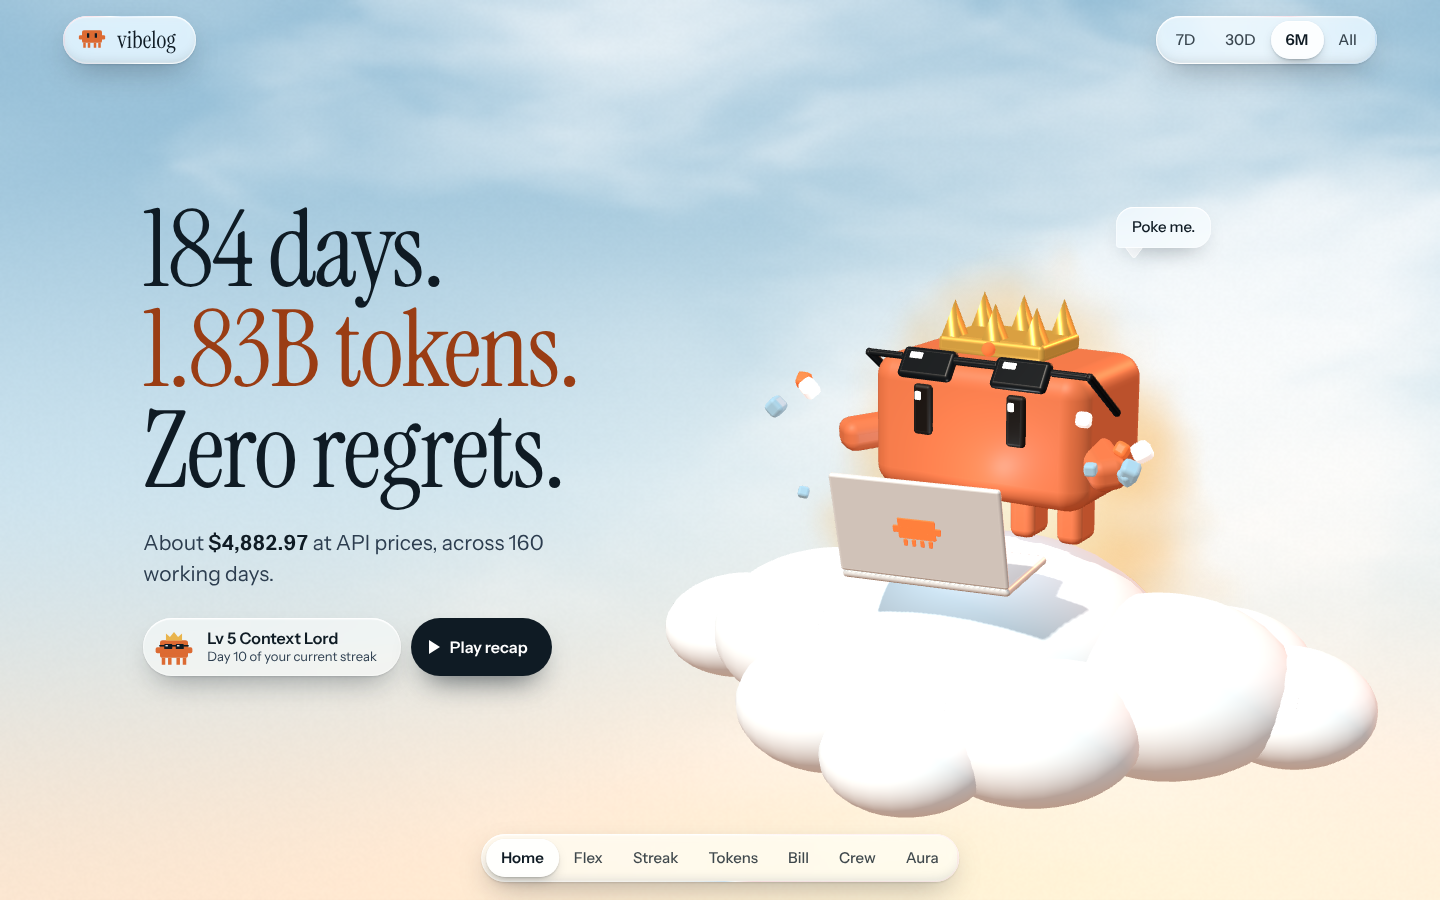 vibelog
7D 30D 6M All
184 days.
1.83B tokens.
Zero regrets.
Poke me.
About $4,882.97 at API prices, across 160
working days.
Lv 5 Context Lord
Day 10 of your current streak
Play recap
Home Flex Streak Tokens Bill Crew Aura